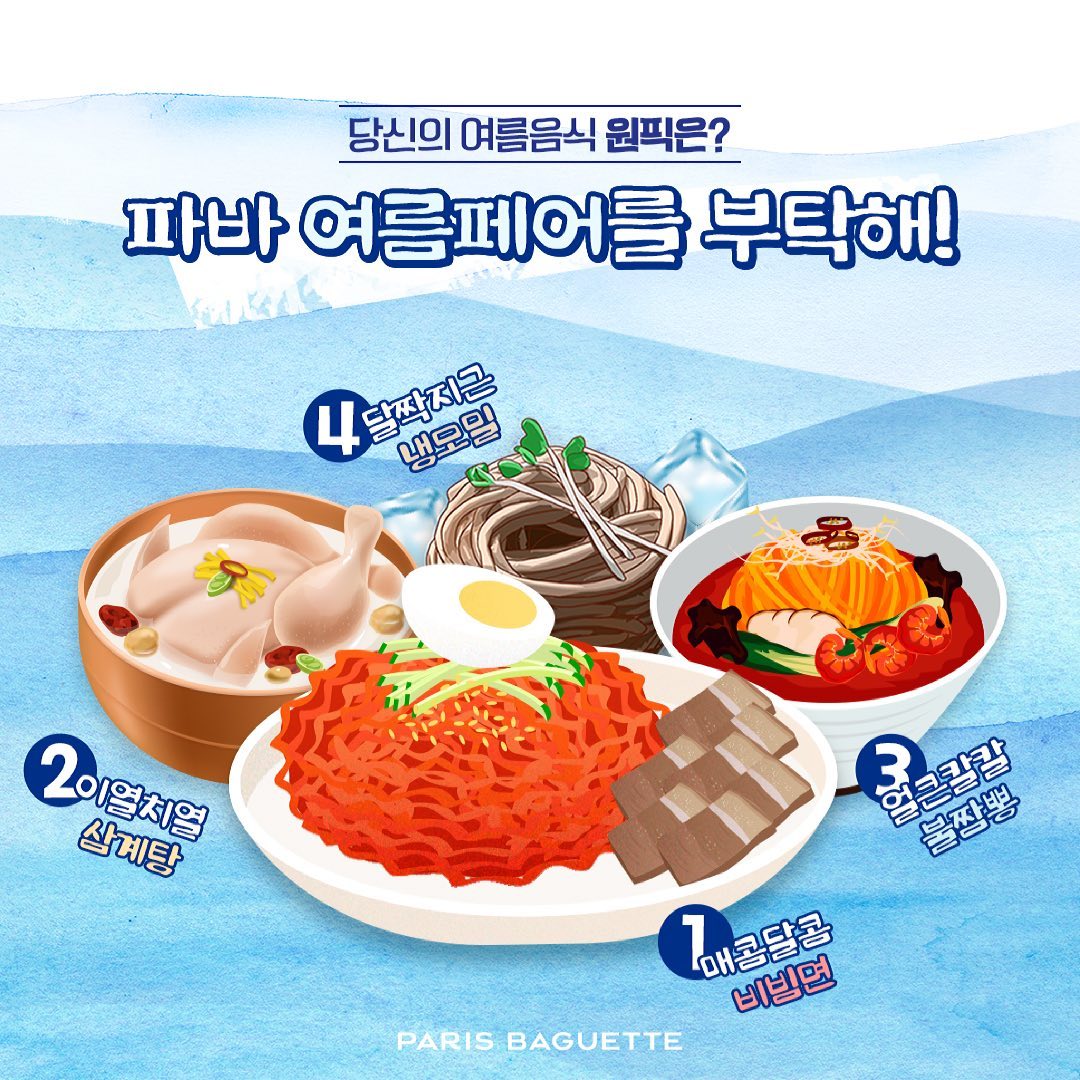 당신의 여름음식 원픽은?
파바 여름페어를 부탁해!
4 달짝지근
냉모밀
2 이열치열
삼계탕
3 얼큰칼칼
불짬뽕
1 매콤달콤
비빔면
PARIS BAGUETTE